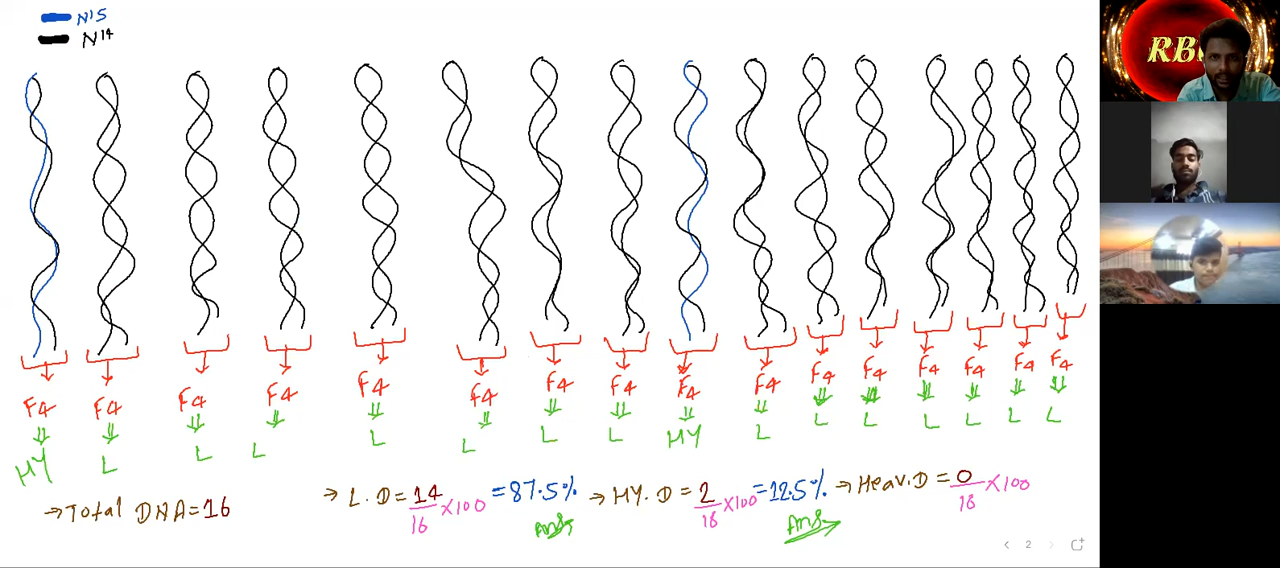 N15
N14
F4 F4 F4 F4 F4 F4 F4 F4 F4 F4 F4 F4 F4 F4 F4 F4
HY L L L L L L L HY L L L L L L L
→Total DNA=16
→ L.D=14/16×100 =87.5% Ans
→ HY.D=2/16×100=12.5% Ans
→ Heav.D=0/16×100
2